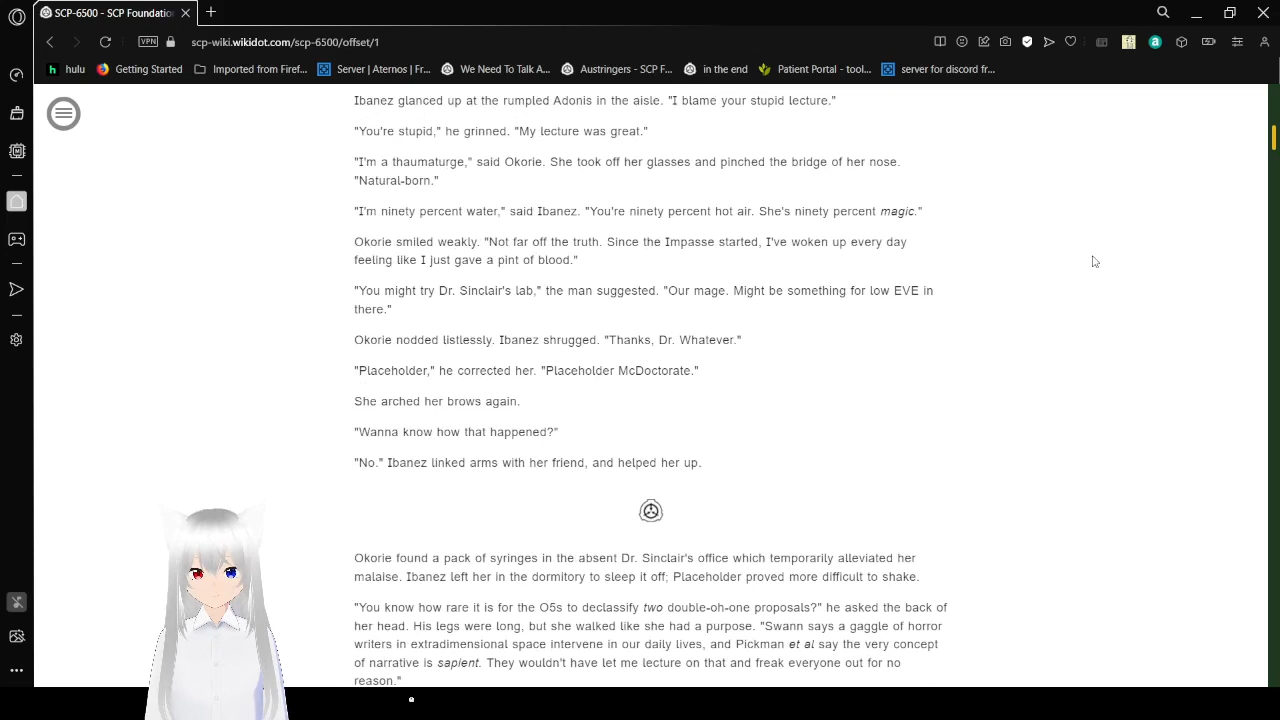 SCP-6500 - SCP Foundatio
scp-wiki.wikidot.com/scp-6500/offset/1
VPN
hulu
Getting Started
Imported from Firef...
Server | Aternos | Fr...
We Need To Talk A...
Austringers - SCP F...
in the end
Patient Portal - tool...
server for discord fr...
Ibanez glanced up at the rumpled Adonis in the aisle. "I blame your stupid lecture."
"You're stupid," he grinned. "My lecture was great."
"I'm a thaumaturge," said Okorie. She took off her glasses and pinched the bridge of her nose.
"Natural-born."
"I'm ninety percent water," said Ibanez. "You're ninety percent hot air. She's ninety percent magic."
Okorie smiled weakly. "Not far off the truth. Since the Impasse started, I've woken up every day
feeling like I just gave a pint of blood."
"You might try Dr. Sinclair's lab," the man suggested. "Our mage. Might be something for low EVE in
there."
Okorie nodded listlessly. Ibanez shrugged. "Thanks, Dr. Whatever."
"Placeholder," he corrected her. "Placeholder McDoctorate."
She arched her brows again.
"Wanna know how that happened?"
"No." Ibanez linked arms with her friend, and helped her up.
Okorie found a pack of syringes in the absent Dr. Sinclair's office which temporarily alleviated her
malaise. Ibanez left her in the dormitory to sleep it off; Placeholder proved more difficult to shake.
"You know how rare it is for the O5s to declassify two double-oh-one proposals?" he asked the back of
her head. His legs were long, but she walked like she had a purpose. "Swann says a gaggle of horror
writers in extradimensional space intervene in our daily lives, and Pickman et al say the very concept
of narrative is sapient. They wouldn't have let me lecture on that and freak everyone out for no
reason."